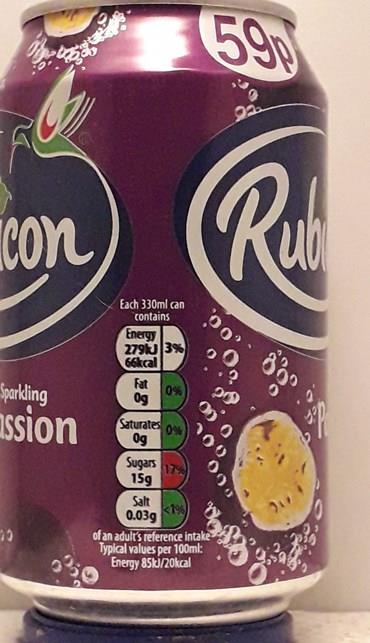 59p
icon
Rubi
Each 330ml can
contains
Energy
279kJ 3%
66kcal
Fat
0g 0%
Saturates
0g 0%
Sugars
15g 17%
Salt
0.03g <1%
of an adult's reference intake
Typical values per 100ml:
Energy 85kJ/20kcal
Sparkling
assion
P